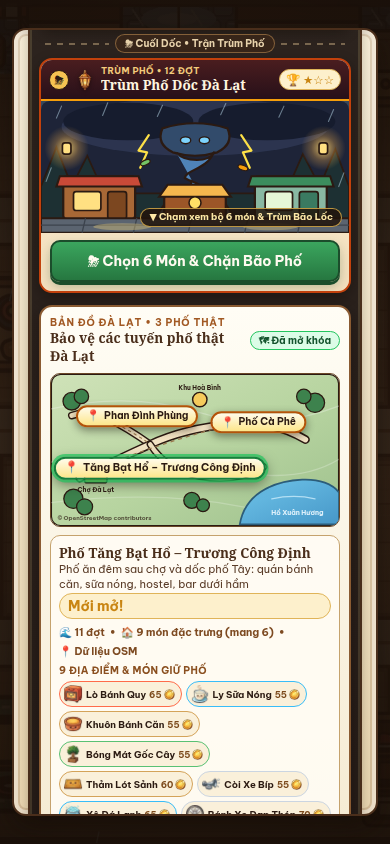 Cuối Dốc • Trận Trùm Phố
TRÙM PHỐ • 12 ĐỢT
Trùm Phố Dốc Đà Lạt
🏆 ★☆☆
▼ Chạm xem bộ 6 món & Trùm Bão Lốc
Chọn 6 Món & Chặn Bão Phố
BẢN ĐỒ ĐÀ LẠT • 3 PHỐ THẬT
Bảo vệ các tuyến phố thật
Đà Lạt
🗺 Đã mở khóa
Khu Hoà Bình
📍 Phan Đình Phùng
📍 Phố Cà Phê
📍 Tăng Bạt Hổ – Trương Công Định
Chợ Đà Lạt
Hồ Xuân Hương
© OpenStreetMap contributors
Phố Tăng Bạt Hổ – Trương Công Định
Phố ăn đêm sau chợ và dốc phố Tây: quán bánh
căn, sữa nóng, hostel, bar dưới hầm
Mới mở!
🌊 11 đợt • 🏠 9 món đặc trưng (mang 6) •
📍 Dữ liệu OSM
9 ĐỊA ĐIỂM & MÓN GIỮ PHỐ
Lò Bánh Quy 65
Ly Sữa Nóng 55
Khuôn Bánh Căn 55
Bóng Mát Gốc Cây 55
Thảm Lót Sảnh 60
Còi Xe Bíp 55